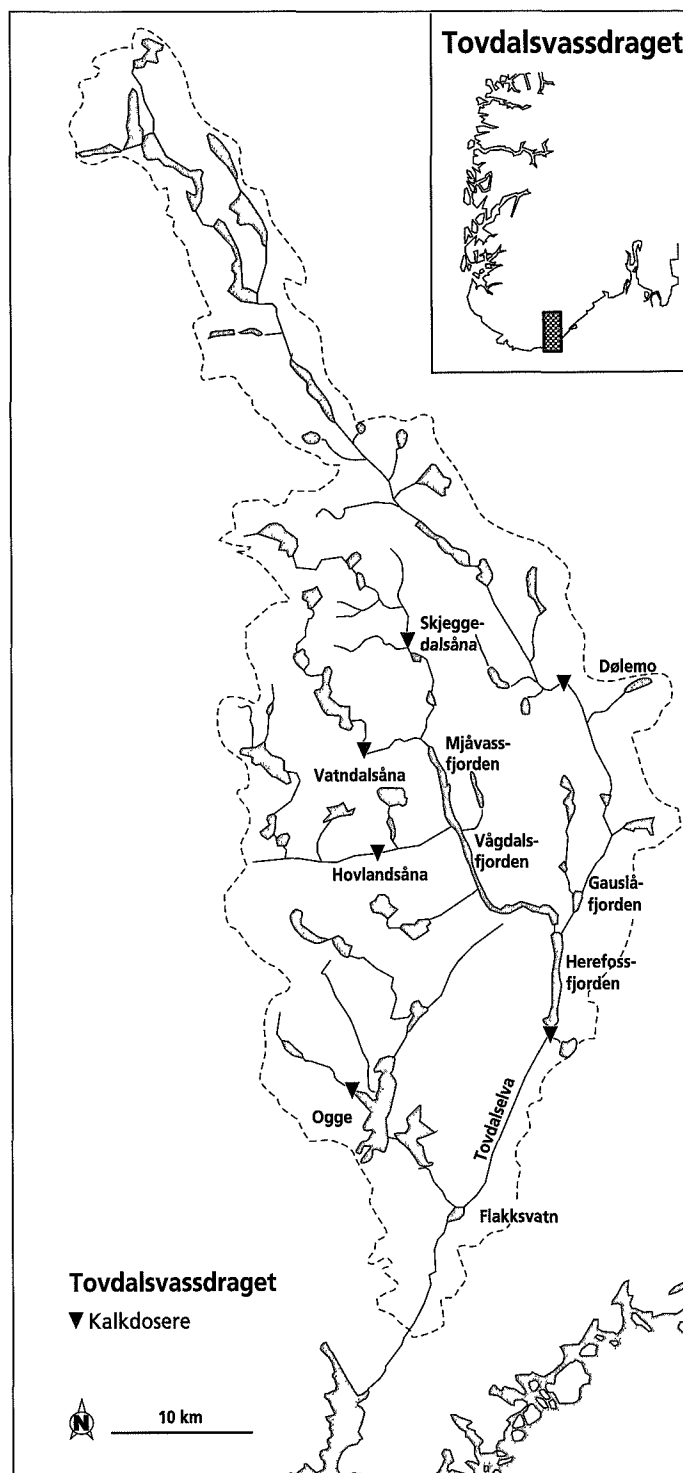 Tovdalsvassdraget
Skjegge-
dalsåna
Dølemo
Mjåvass-
fjorden
Vatndalsåna
Vågdals-
fjorden
Hovlandsåna
Gauslå-
fjorden
Herefoss-
fjorden
Ogge
Tovdalselva
Flakksvatn
Tovdalsvassdraget
Kalkdosere
N
10 km